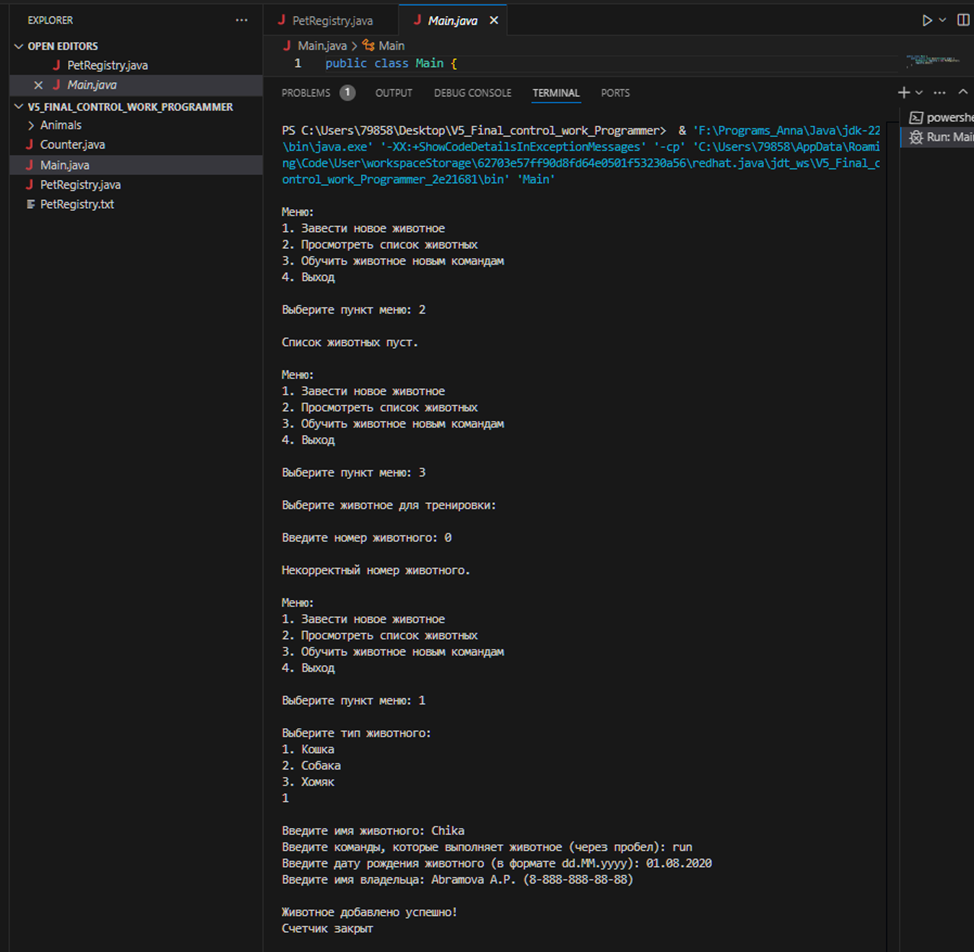 EXPLORER ...
OPEN EDITORS
J PetRegistry.java
× J Main.java
V5_FINAL_CONTROL_WORK_PROGRAMMER
> Animals
J Counter.java
J Main.java
J PetRegistry.java
PetRegistry.txt
J PetRegistry.java J Main.java ×
J Main.java > Main
1 public class Main {
PROBLEMS 1 OUTPUT DEBUG CONSOLE TERMINAL PORTS
powershe
Run: Mai
PS C:\Users\79858\Desktop\V5_Final_control_work_Programmer> & 'F:\Programs_Anna\Java\jdk-22
\bin\java.exe' '-XX:+ShowCodeDetailsInExceptionMessages' '-cp' 'C:\Users\79858\AppData\Roami
ng\Code\User\workspaceStorage\62703e57ff90d8fd64e0501f53230a56\redhat.java\jdt_ws\V5_Final_c
ontrol_work_Programmer_2e21681\bin' 'Main'
Меню:
1. Завести новое животное
2. Просмотреть список животных
3. Обучить животное новым командам
4. Выход
Выберите пункт меню: 2
Список животных пуст.
Меню:
1. Завести новое животное
2. Просмотреть список животных
3. Обучить животное новым командам
4. Выход
Выберите пункт меню: 3
Выберите животное для тренировки:
Введите номер животного: 0
Некорректный номер животного.
Меню:
1. Завести новое животное
2. Просмотреть список животных
3. Обучить животное новым командам
4. Выход
Выберите пункт меню: 1
Выберите тип животного:
1. Кошка
2. Собака
3. Хомяк
1
Введите имя животного: Chika
Введите команды, которые выполняет животное (через пробел): run
Введите дату рождения животного (в формате dd.MM.yyyy): 01.08.2020
Введите имя владельца: Abramova A.P. (8-888-888-88-88)
Животное добавлено успешно!
Счетчик закрыт